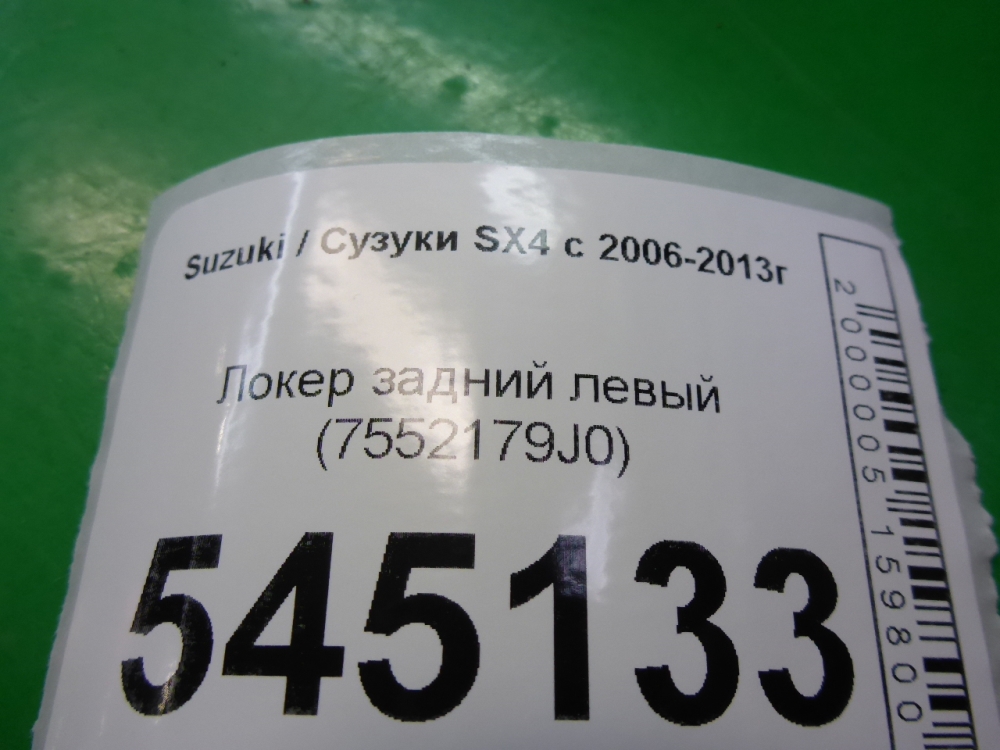 Suzuki / Сузуки SX4 с 2006-2013г
Локер задний левый
(7552179J0)
545133
2000005159800